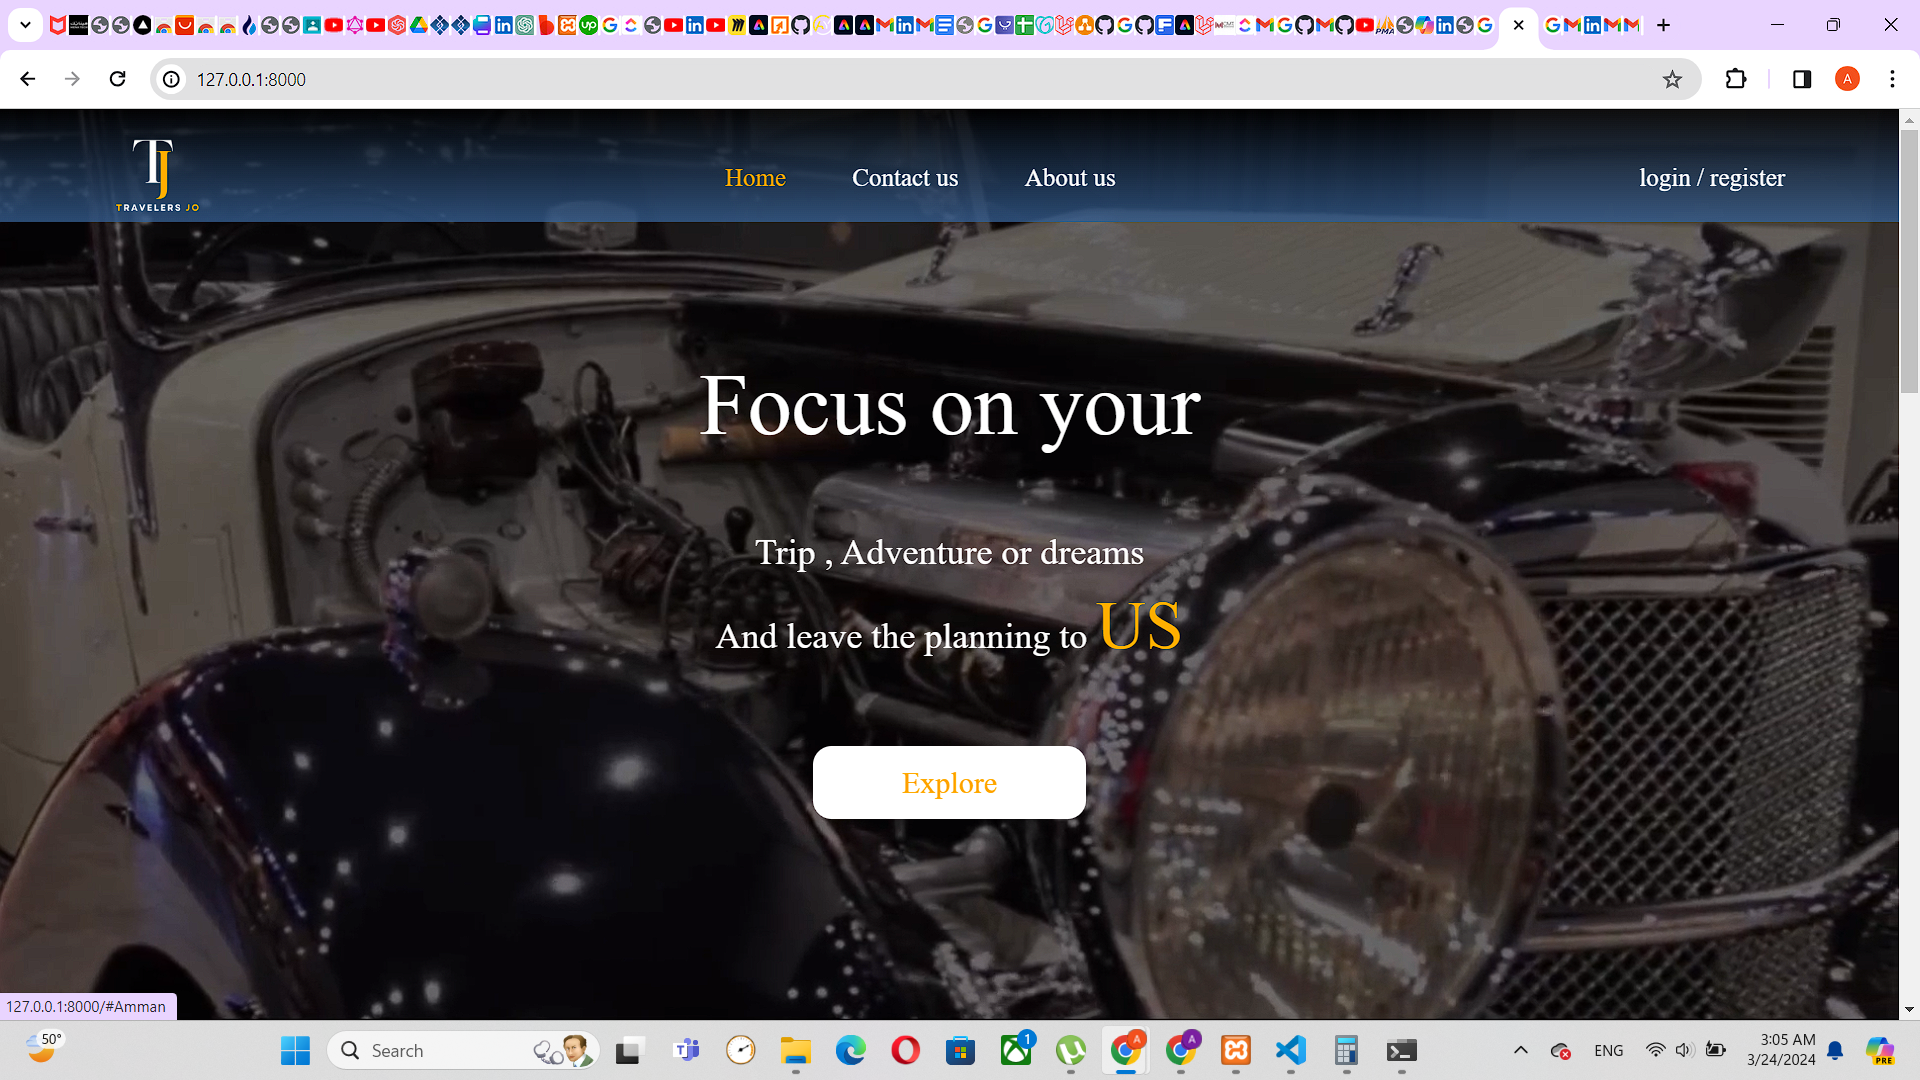 127.0.0.1:8000
A
TJ
TRAVELERS JO
Home
Contact us
About us
login / register
Focus on your
Trip , Adventure or dreams
And leave the planning to US
Explore
127.0.0.1:8000/#Amman
50°
Search
1
A
A
ENG
3:05 AM
3/24/2024
PRE